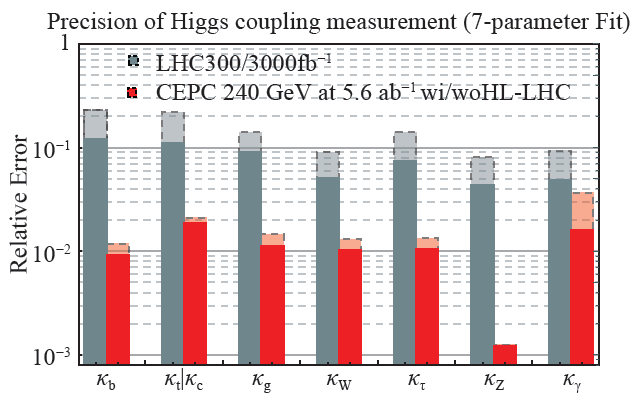 Precision of Higgs coupling measurement (7-parameter Fit)
1
LHC300/3000fb⁻¹
CEPC 240 GeV at 5.6 ab⁻¹ wi/woHL-LHC
10⁻¹
Relative Error
10⁻²
10⁻³
κb κt|κc κg κW κτ κZ κγ